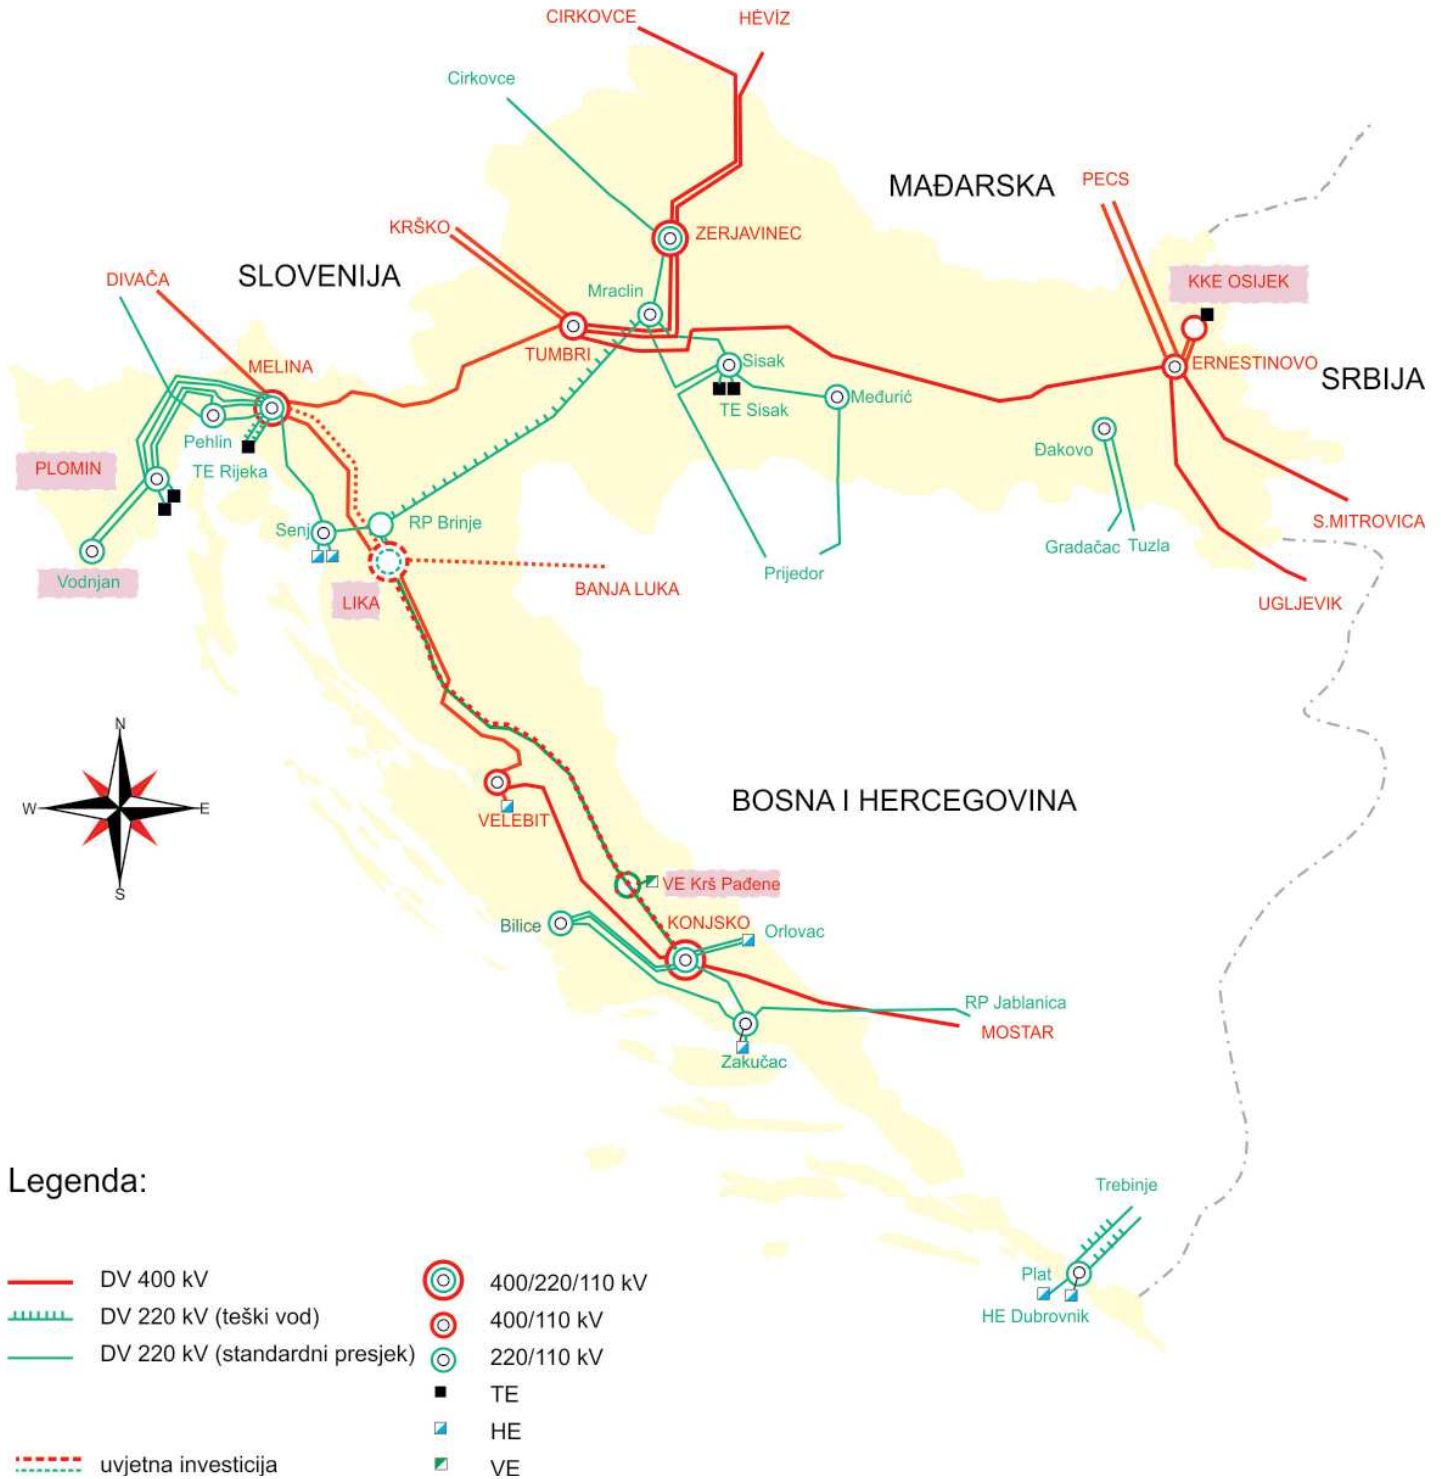 CIRKOVCE
HÉVÍZ
Cirkovce
MAĐARSKA
PECS
KRŠKO
ZERJAVINEC
SLOVENIJA
DIVAČA
KKE OSIJEK
Mraclin
TUMBRI
MELINA
Sisak
ERNESTINOVO
SRBIJA
TE Sisak
Međurić
Pehlin
TE Rijeka
PLOMIN
Đakovo
Senj
RP Brinje
S.MITROVICA
Gradačac
Tuzla
Vodnjan
Prijedor
LIKA
BANJA LUKA
UGLJEVIK
N
W
E
S
BOSNA I HERCEGOVINA
VELEBIT
VE Krš Pađene
Bilice
KONJSKO
Orlovac
RP Jablanica
MOSTAR
Zakučac
Trebinje
Plat
HE Dubrovnik
Legenda:
DV 400 kV
DV 220 kV (teški vod)
DV 220 kV (standardni presjek)
uvjetna investicija
400/220/110 kV
400/110 kV
220/110 kV
TE
HE
VE